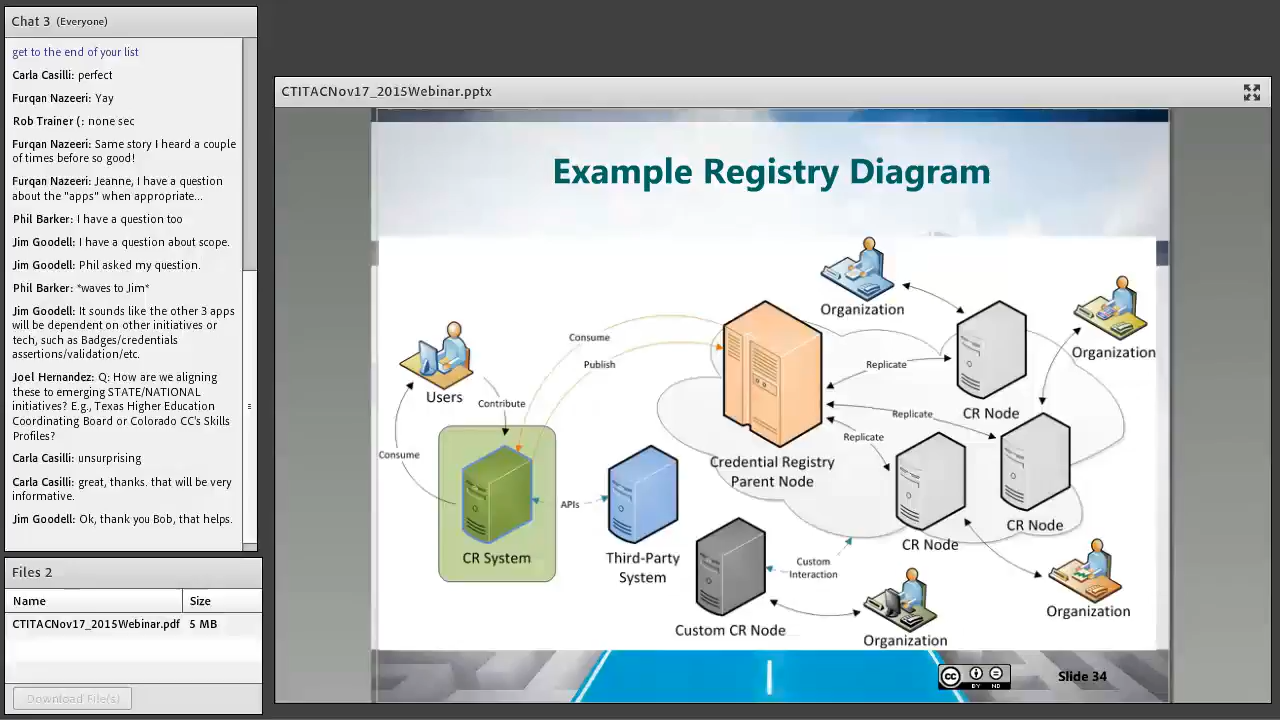 Chat 3 (Everyone)
get to the end of your list
Carla Casilli: perfect
Furqan Nazeeri: Yay
Rob Trainer (: none sec
Furqan Nazeeri: Same story I heard a couple
of times before so good!
Furqan Nazeeri: Jeanne, I have a question
about the "apps" when appropriate...
Phil Barker: I have a question too
Jim Goodell: I have a question about scope.
Jim Goodell: Phil asked my question.
Phil Barker: *waves to Jim*
Jim Goodell: It sounds like the other 3 apps
will be dependent on other initiatives or
tech, such as Badges/credentials
assertions/validation/etc.
Joel Hernandez: Q: How are we aligning
these to emerging STATE/NATIONAL
initiatives? E.g., Texas Higher Education
Coordinating Board or Colorado CC's Skills
Profiles?
Carla Casilli: unsurprising
Carla Casilli: great, thanks. that will be very
informative.
Jim Goodell: Ok, thank you Bob, that helps.
Files 2
Name Size
CTITACNov17_2015Webinar.pdf 5 MB
Download File(s)
CTITACNov17_2015Webinar.pptx
Example Registry Diagram
Organization
Organization
Consume
Publish
Replicate
Users
Contribute
CR Node
Replicate
Replicate
Consume
Credential Registry
Parent Node
APIs
CR Node
CR Node
CR System
Third-Party
System
Custom
Interaction
Organization
Custom CR Node
Organization
cc
BY ND
Slide 34